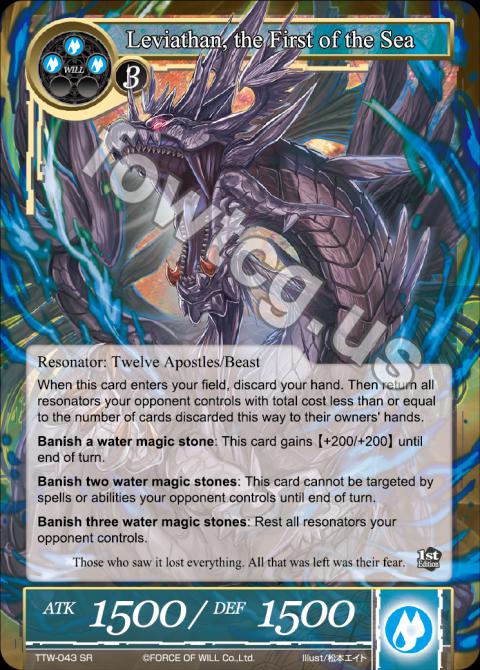 Leviathan, the First of the Sea
WILL
3
fowtcg.us
Resonator: Twelve Apostles/Beast
When this card enters your field, discard your hand. Then return all
resonators your opponent controls with total cost less than or equal
to the number of cards discarded this way to their owners' hands.
Banish a water magic stone: This card gains【+200/+200】until
end of turn.
Banish two water magic stones: This card cannot be targeted by
spells or abilities your opponent controls until end of turn.
Banish three water magic stones: Rest all resonators your
opponent controls.
Those who saw it lost everything. All that was left was their fear.
1st
Edition
ATK 1500 / DEF 1500
TTW-043 SR ©FORCE OF WILL Co.,Ltd. Illust/松本エイト